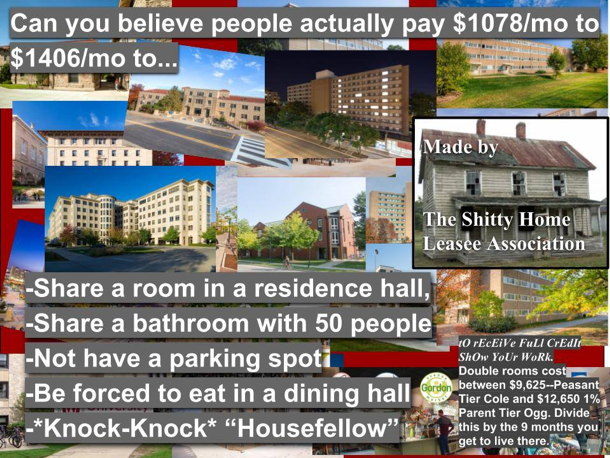 Can you believe people actually pay $1078/mo to
$1406/mo to...
Made by
The Shitty Home
Leasee Association
-Share a room in a residence hall,
-Share a bathroom with 50 people
-Not have a parking spot
-Be forced to eat in a dining hall
-*Knock-Knock* “Housefellow”
tO rEcEiVE FuLl CrEdIt
ShOw YoUr WoRk.
Double rooms cost
between $9,625--Peasant
Tier Cole and $12,650 1%
Parent Tier Ogg. Divide
this by the 9 months you
get to live there.
Gordon